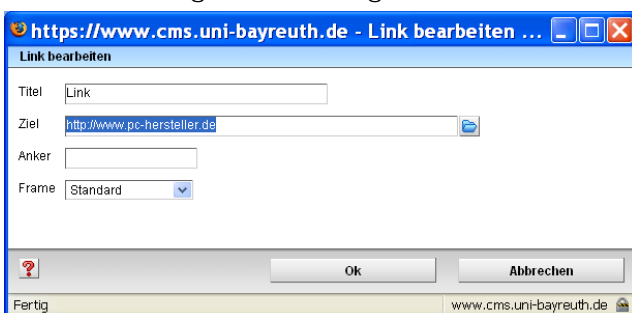 https://www.cms.uni-bayreuth.de - Link bearbeiten ...
Link bearbeiten
Titel Link
Ziel http://www.pc-hersteller.de
Anker
Frame Standard
? Ok Abbrechen
Fertig www.cms.uni-bayreuth.de